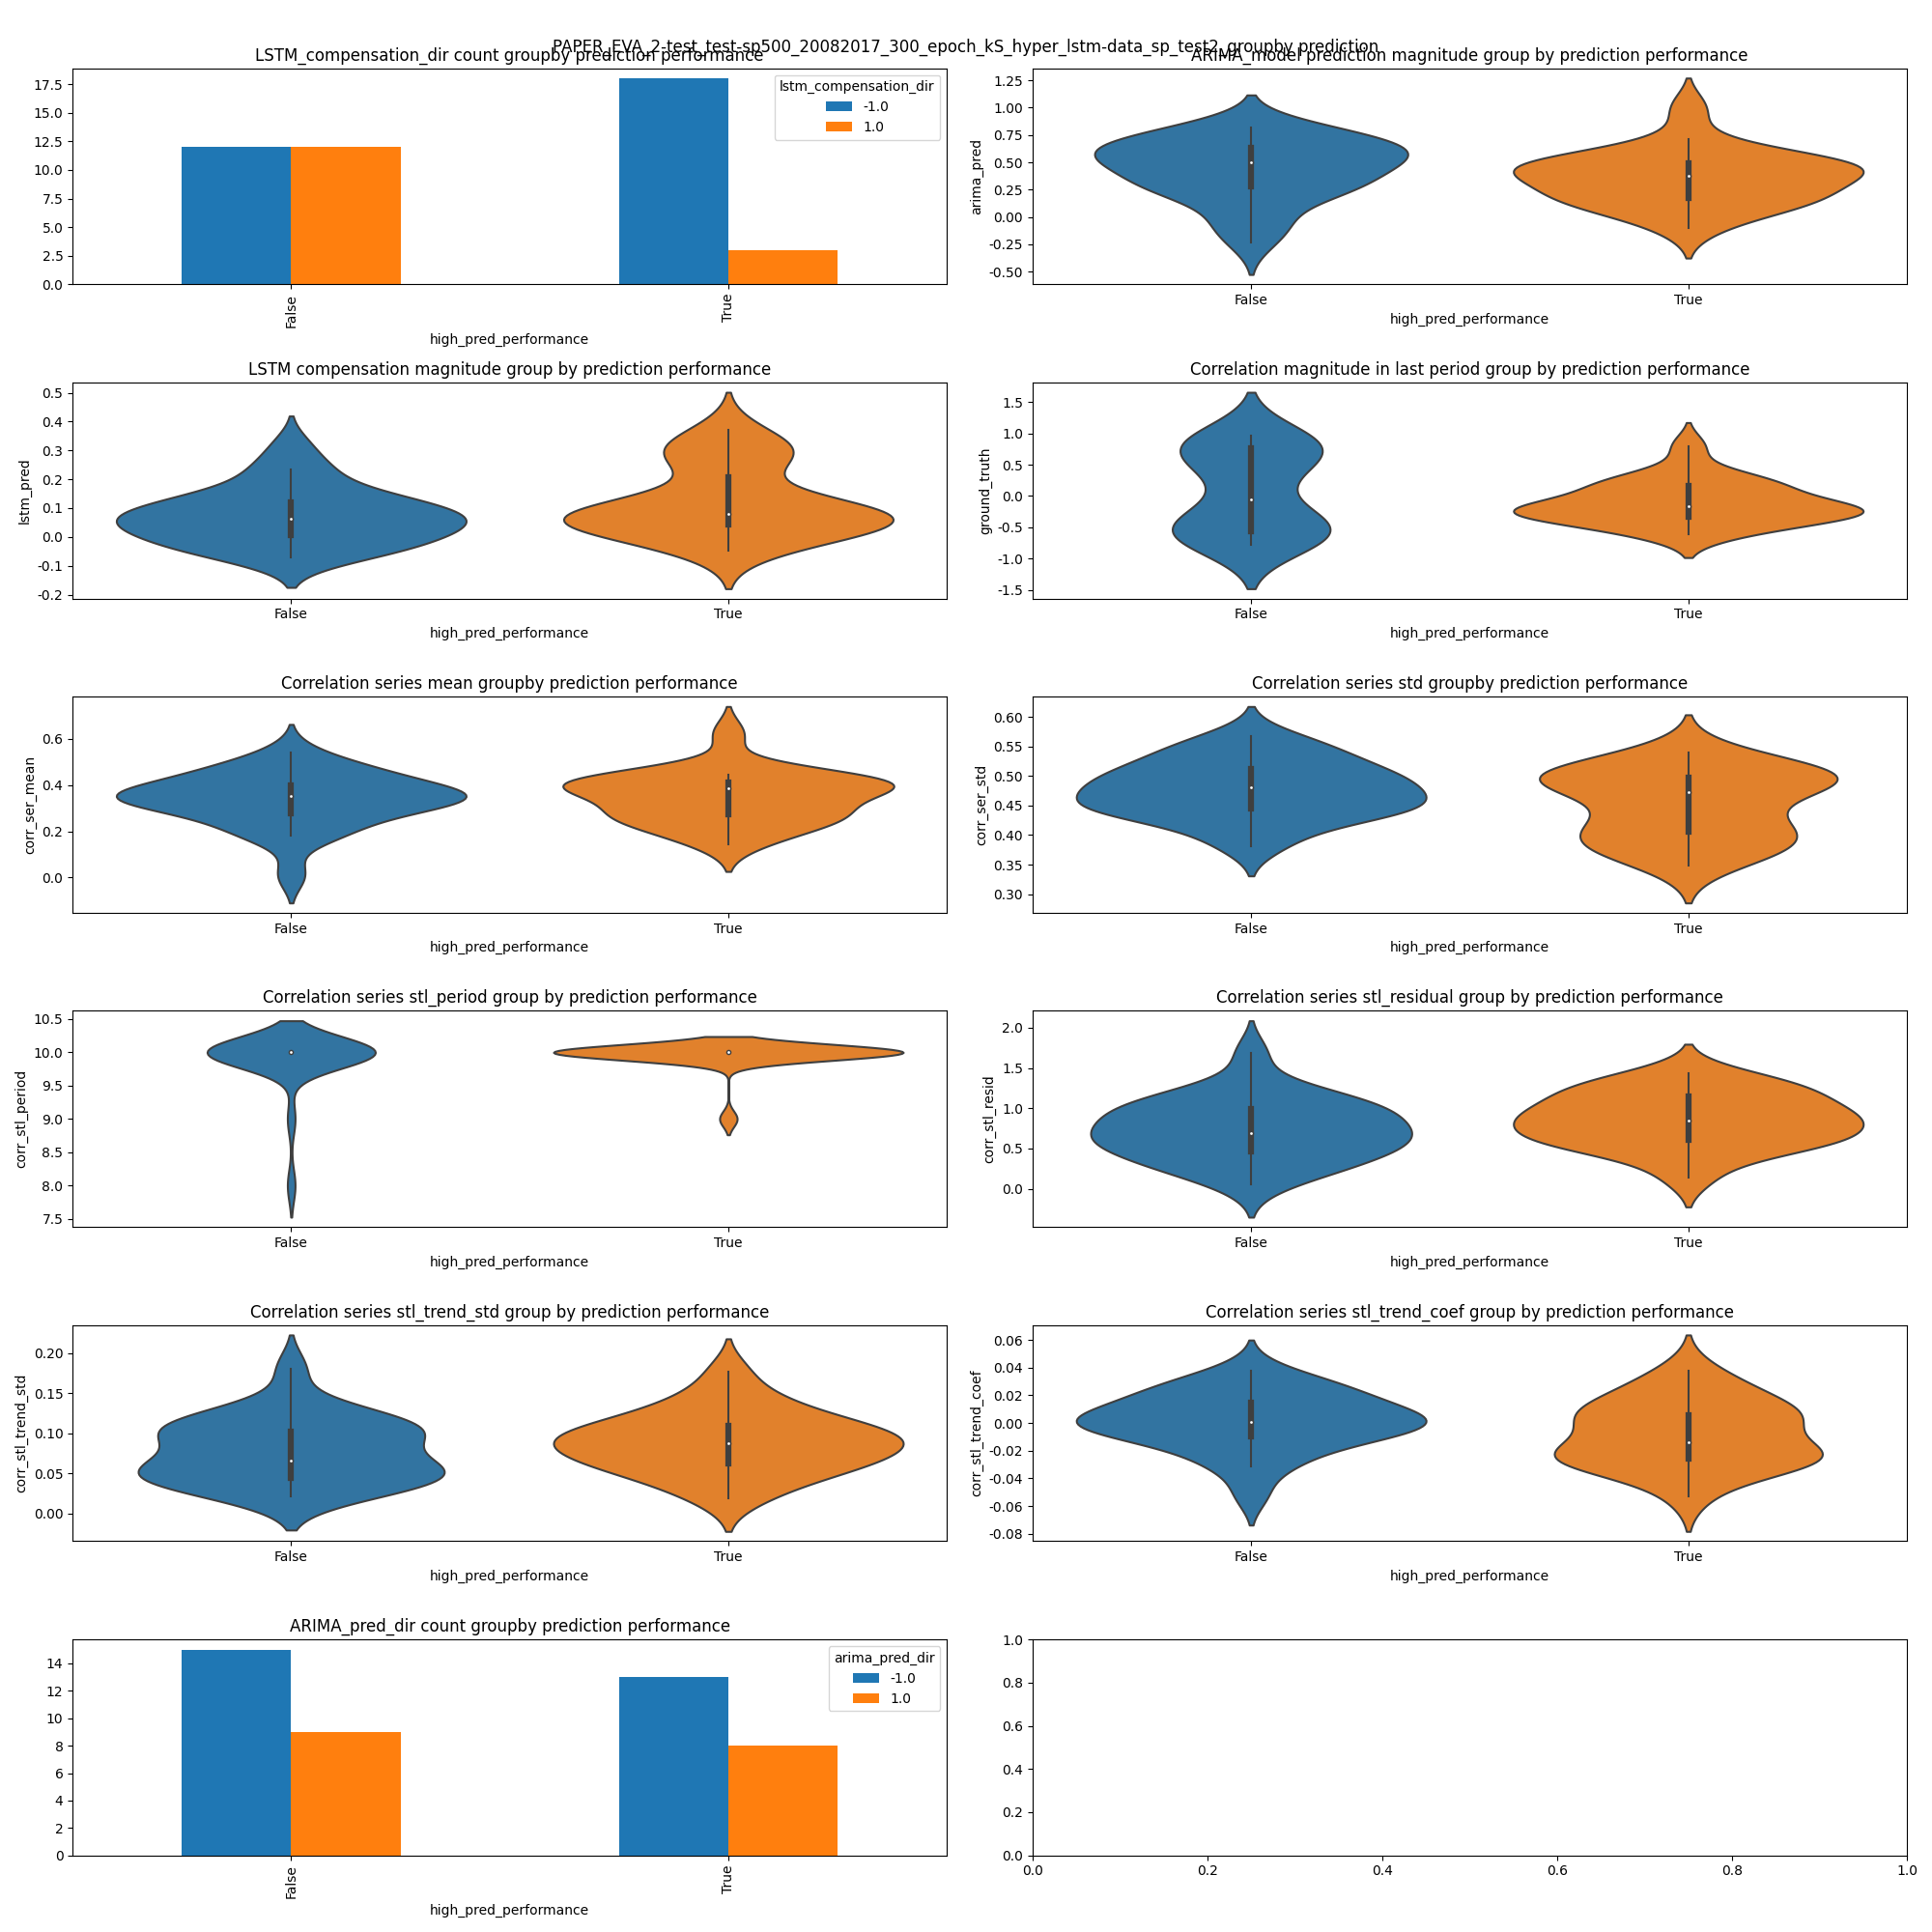 PAPER_EVA_2-test_test-sp500_20082017_300_epoch_kS_hyper_lstm-data_sp_test2_groupby prediction
LSTM_compensation_dir count groupby prediction performance
17.5
15.0
12.5
10.0
7.5
5.0
2.5
0.0
lstm_compensation_dir
-1.0
1.0
False
True
high_pred_performance
ARIMA_model prediction magnitude group by prediction performance
1.25
1.00
0.75
0.50
0.25
0.00
-0.25
-0.50
arima_pred
False
True
high_pred_performance
LSTM compensation magnitude group by prediction performance
0.5
0.4
0.3
0.2
0.1
0.0
-0.1
-0.2
lstm_pred
False
True
high_pred_performance
Correlation magnitude in last period group by prediction performance
1.5
1.0
0.5
0.0
-0.5
-1.0
-1.5
ground_truth
False
True
high_pred_performance
Correlation series mean groupby prediction performance
0.6
0.4
0.2
0.0
corr_ser_mean
False
True
high_pred_performance
Correlation series std groupby prediction performance
0.60
0.55
0.50
0.45
0.40
0.35
0.30
corr_ser_std
False
True
high_pred_performance
Correlation series stl_period group by prediction performance
10.5
10.0
9.5
9.0
8.5
8.0
7.5
corr_stl_period
False
True
high_pred_performance
Correlation series stl_residual group by prediction performance
2.0
1.5
1.0
0.5
0.0
corr_stl_resid
False
True
high_pred_performance
Correlation series stl_trend_std group by prediction performance
0.20
0.15
0.10
0.05
0.00
corr_stl_trend_std
False
True
high_pred_performance
Correlation series stl_trend_coef group by prediction performance
0.06
0.04
0.02
0.00
-0.02
-0.04
-0.06
-0.08
corr_stl_trend_coef
False
True
high_pred_performance
ARIMA_pred_dir count groupby prediction performance
14
12
10
8
6
4
2
0
arima_pred_dir
-1.0
1.0
False
True
high_pred_performance
1.0
0.8
0.6
0.4
0.2
0.0
0.0
0.2
0.4
0.6
0.8
1.0